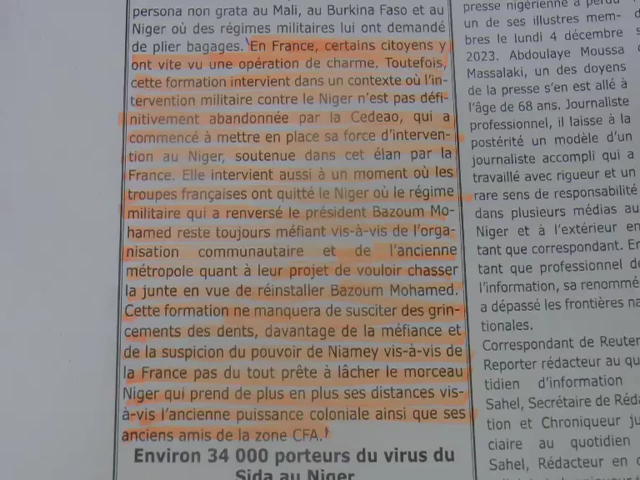 persona non grata au Mali, au Burkina Faso et au
Niger où des régimes militaires lui ont demandé
de plier bagages. En France, certains citoyens y
ont vite vu une opération de charme. Toutefois,
cette formation intervient dans un contexte où l'in-
tervention militaire contre le Niger n'est pas défi-
nitivement abandonnée par la Cedeao, qui a
commencé à mettre en place sa force d'interven-
tion au Niger, soutenue dans cet élan par la
France. Elle intervient aussi à un moment où les
troupes françaises ont quitté le Niger où le régime
militaire qui a renversé le président Bazoum Mo-
hamed reste toujours méfiant vis-à-vis de l'orga-
nisation communautaire et de l'ancienne
métropole quant à leur projet de vouloir chasser
la junte en vue de réinstaller Bazoum Mohamed.
Cette formation ne manquera de susciter des grin-
cements des dents, davantage de la méfiance et
de la suspicion du pouvoir de Niamey vis-à-vis de
la France pas du tout prête à lâcher le morceau
Niger qui prend de plus en plus ses distances vis-
à-vis l'ancienne puissance coloniale ainsi que ses
anciens amis de la zone CFA.
Environ 34 000 porteurs du virus du
Sida au Niger
presse nigérienne a perdu
un de ses illustres mem-
bres le lundi 4 décembre
2023. Abdoulaye Moussa
Massalaki, un des doyens
de la presse s'en est allé à
l'âge de 68 ans. Journaliste
professionnel, il laisse à la
postérité un modèle d'un
journaliste accompli qui a
travaillé avec rigueur et un
rare sens de responsabilité
dans plusieurs médias au
Niger et à l'extérieur en
tant que correspondant. En
tant que professionnel de
l'information, sa renommé
a dépassé les frontières na
tionales.
Correspondant de Reuter
Reporter rédacteur au quo
tidien d'information
Sahel, Secrétaire de Réda
tion et Chroniqueur ju
ciaire au quotidien
Sahel, Rédacteur en